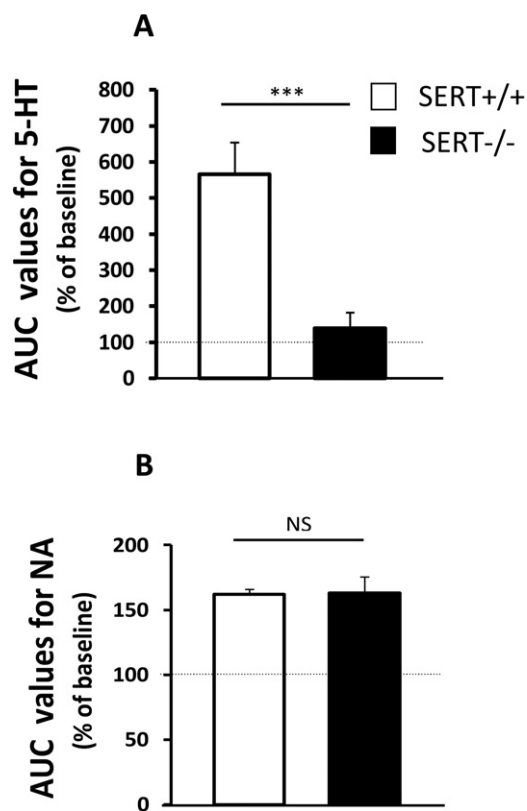 A
AUC values for 5-HT
(% of baseline)
800
700
600
500
400
300
200
100
0
***
SERT+/+
SERT-/-
B
AUC values for NA
(% of baseline)
200
150
100
50
0
NS